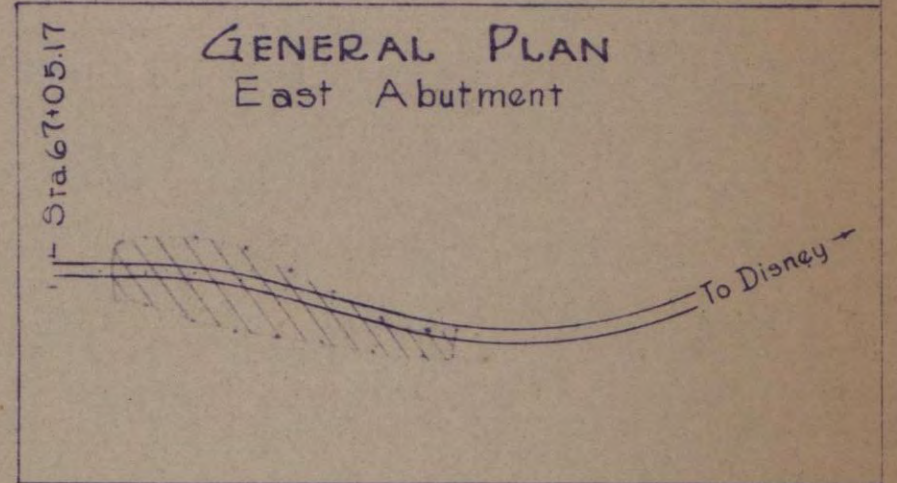 GENERAL PLAN
East Abutment
Sta 67+05.17
To Disney